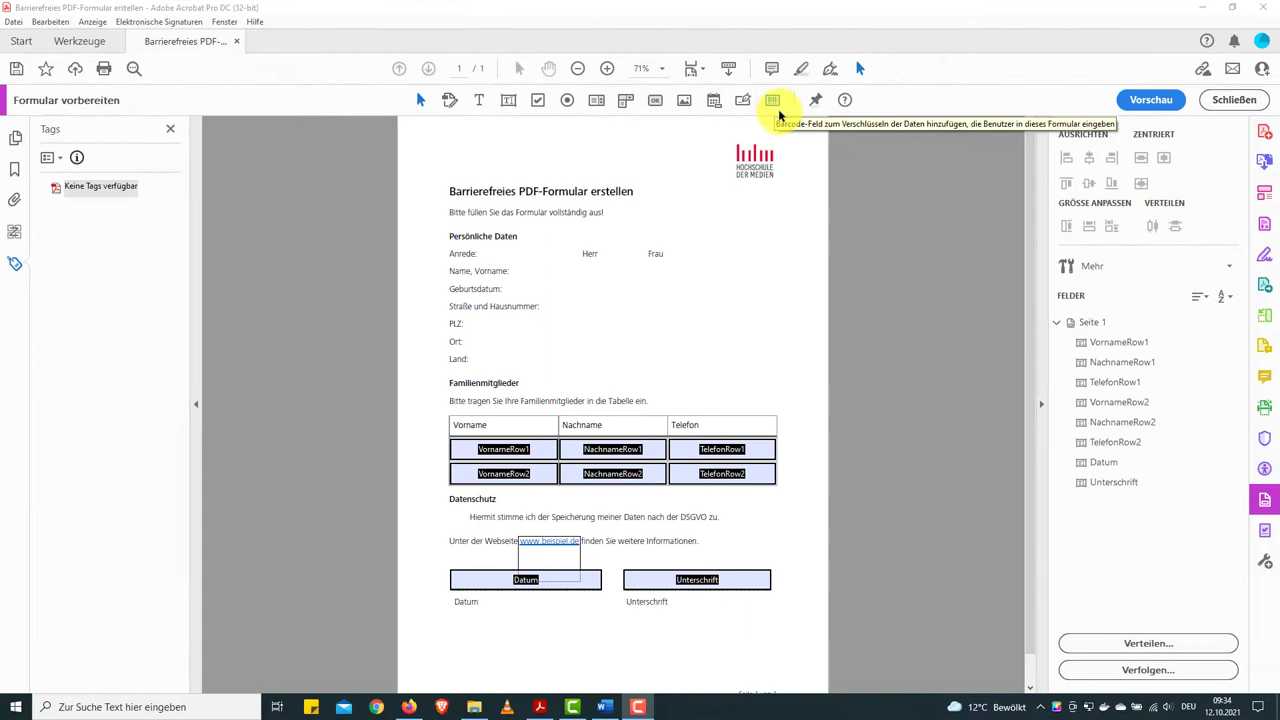 Barrierefreies PDF-Formular erstellen - Adobe Acrobat Pro DC (32-bit)
Datei Bearbeiten Anzeige Elektronische Signaturen Fenster Hilfe
Start Werkzeuge Barrierefreies PDF-... ×
1 / 1 71%
Formular vorbereiten Vorschau Schließen
Barcode-Feld zum Verschlüsseln der Daten hinzufügen, die Benutzer in dieses Formular eingeben
Tags
Keine Tags verfügbar
HOCHSCHULE
DER MEDIEN
Barrierefreies PDF-Formular erstellen
Bitte füllen Sie das Formular vollständig aus!
Persönliche Daten
Anrede: Herr Frau
Name, Vorname:
Geburtsdatum:
Straße und Hausnummer:
PLZ:
Ort:
Land:
Familienmitglieder
Bitte tragen Sie Ihre Familienmitglieder in die Tabelle ein.
Vorname Nachname Telefon
VornameRow1 NachnameRow1 TelefonRow1
VornameRow2 NachnameRow2 TelefonRow2
Datenschutz
Hiermit stimme ich der Speicherung meiner Daten nach der DSGVO zu.
Unter der Webseite www.beispiel.de finden Sie weitere Informationen.
Datum Unterschrift
Datum Unterschrift
AUSRICHTEN ZENTRIERT
GRÖSSE ANPASSEN VERTEILEN
Mehr
FELDER
Seite 1
VornameRow1
NachnameRow1
TelefonRow1
VornameRow2
NachnameRow2
TelefonRow2
Datum
Unterschrift
Verteilen...
Verfolgen...
Zur Suche Text hier eingeben
12°C Bewölkt DEU
09:34
12.10.2021